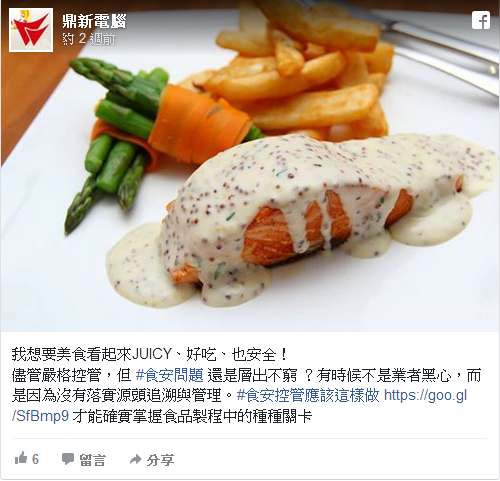 鼎新電腦
約 2 週前
我想要美食看起來JUICY、好吃、也安全！
儘管嚴格控管，但 #食安問題 還是層出不窮 ？有時候不是業者黑心，而
是因為沒有落實源頭追溯與管理。#食安控管應該這樣做 https://goo.gl
/SfBmp9 才能確實掌握食品製程中的種種關卡
6 留言 分享